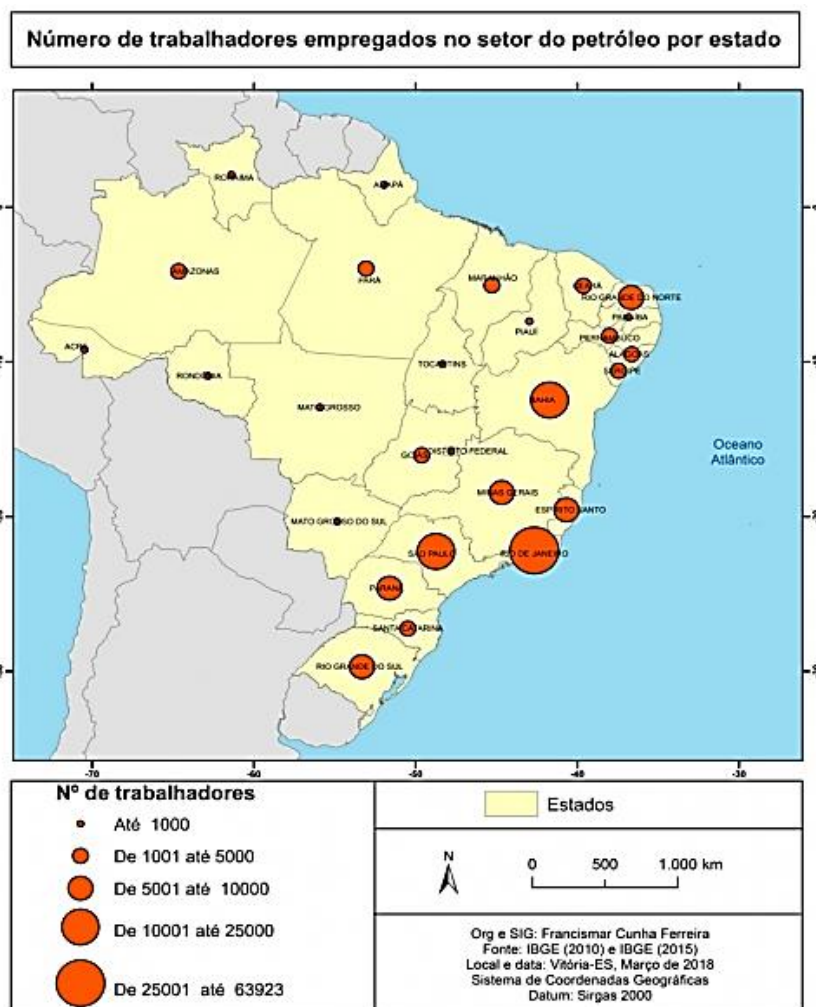 Número de trabalhadores empregados no setor do petróleo por estado
RORAIMA
AMAPÁ
AMAZONAS
PARÁ
MARANHÃO
CEARÁ
RIO GRANDE DO NORTE
PARAÍBA
PIAUÍ
PERNAMBUCO
ALAGOAS
SERGIPE
ACRE
TOCANTINS
RONDÔNIA
BAHIA
MATO GROSSO
GOIÁS
DISTRITO FEDERAL
Oceano
Atlântico
MINAS GERAIS
ESPÍRITO SANTO
MATO GROSSO DO SUL
SÃO PAULO
RIO DE JANEIRO
PARANÁ
SANTA CATARINA
RIO GRANDE DO SUL
-70 -60 -50 -40 -30
Nº de trabalhadores
Até 1000
De 1001 até 5000
De 5001 até 10000
De 10001 até 25000
De 25001 até 63923
Estados
N
0 500 1.000 km
Org e SIG: Francismar Cunha Ferreira
Fonte: IBGE (2010) e IBGE (2015)
Local e data: Vitória-ES, Março de 2018
Sistema de Coordenadas Geográficas
Datum: Sirgas 2000